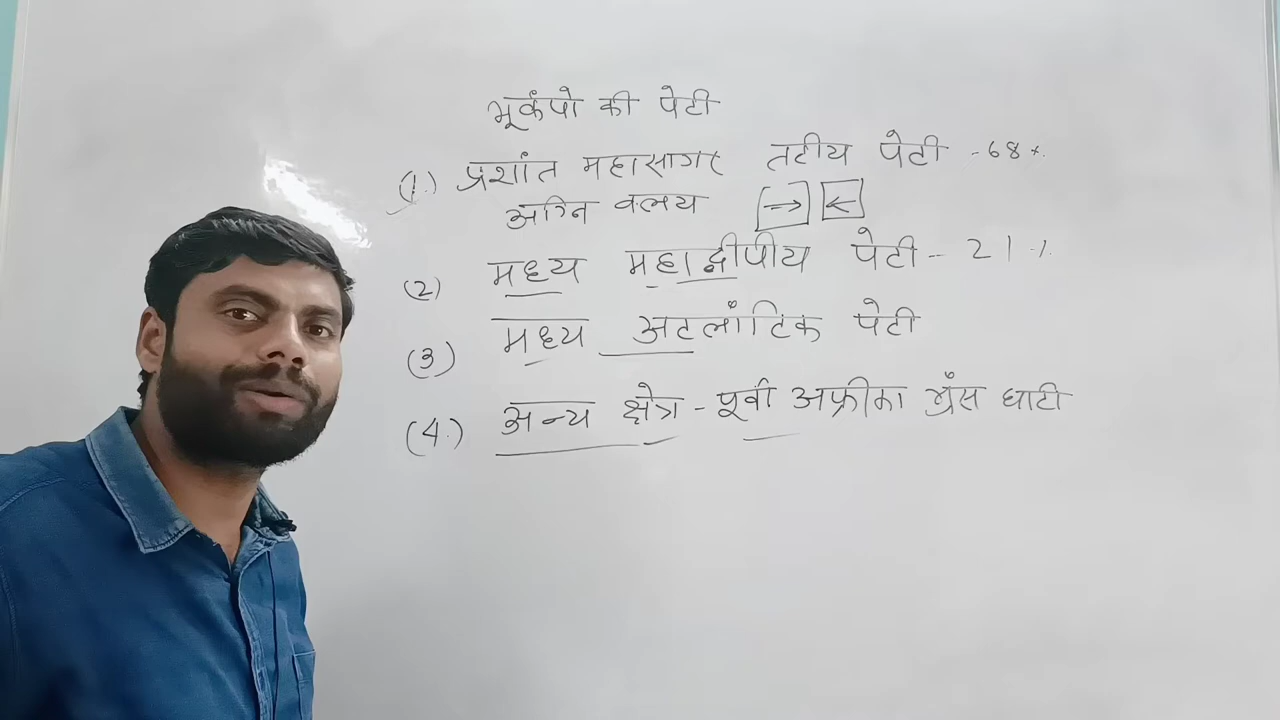 भूकंपो की पेटी
(1.) प्रशांत महासागर तटीय पेटी - 68%.
अग्नि वलय [→] [←]
(2) मध्य महाद्वीपीय पेटी - 21%
(3) मध्य अटलांटिक पेटी
(4.) अन्य क्षेत्र - पूर्वी अफ्रीका भ्रंस घाटी